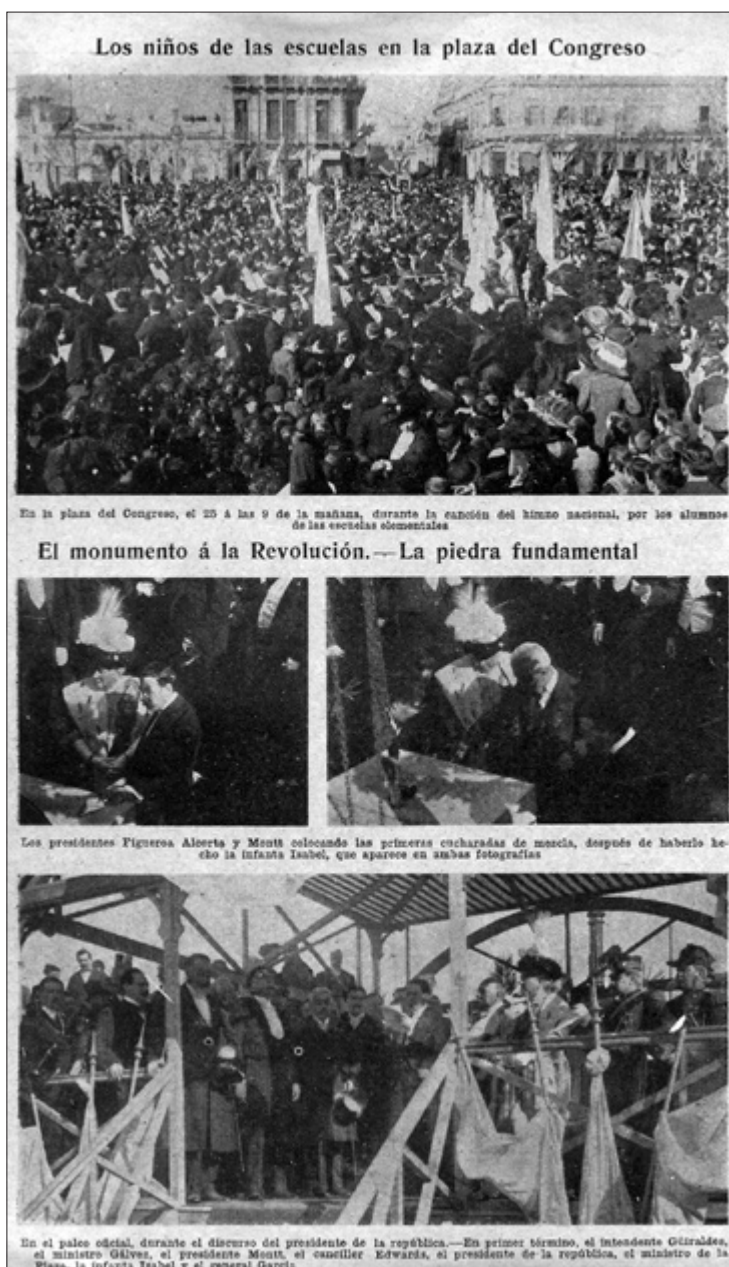 Los niños de las escuelas en la plaza del Congreso
En la plaza del Congreso, el 25 á las 9 de la mañana, durante la canción del himno nacional, por los alumnos
de las escuelas elementales
El monumento á la Revolución.—La piedra fundamental
Los presidentes Figueroa Alcorta y Montt colocando las primeras cucharadas de mezcla, después de haberlo he-
cho la infanta Isabel, que aparece en ambas fotografías
En el palco oficial, durante el discurso del presidente de la república.—En primer término, el intendente Güiraldes,
el ministro Gálvez, el presidente Montt, el canciller Edwards, el presidente de la república, el ministro de la
Plaza, la infanta Isabel y el general García